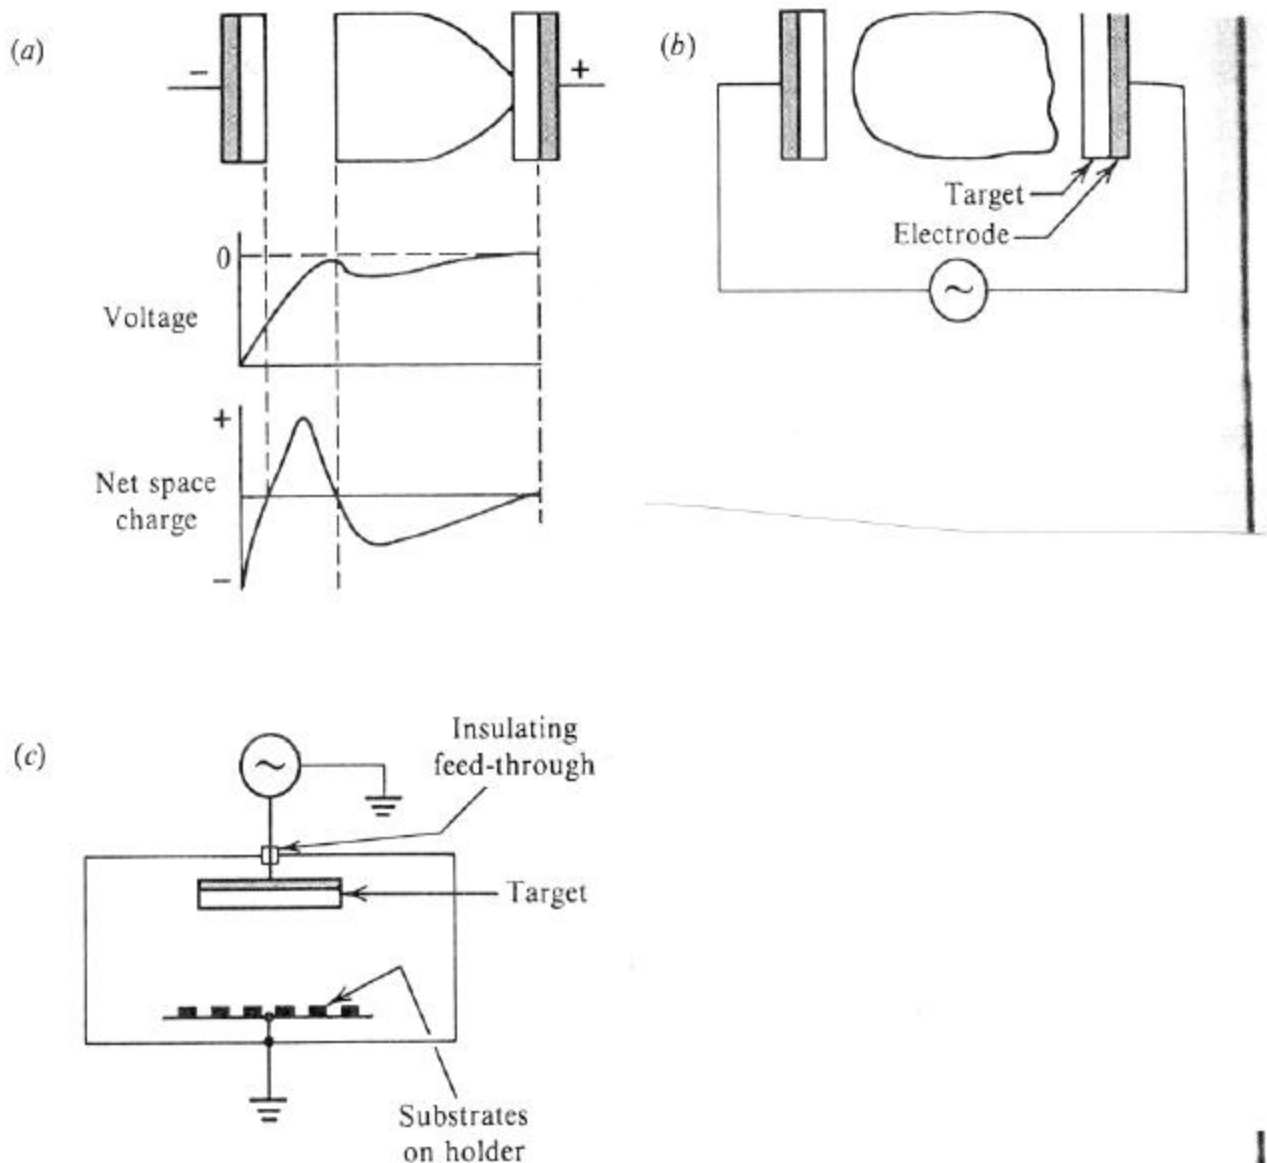 (a)
−
+
0
Voltage
+
Net space
charge
−
(b)
Target
Electrode
~
(c)
~
Insulating
feed-through
Target
Substrates
on holder